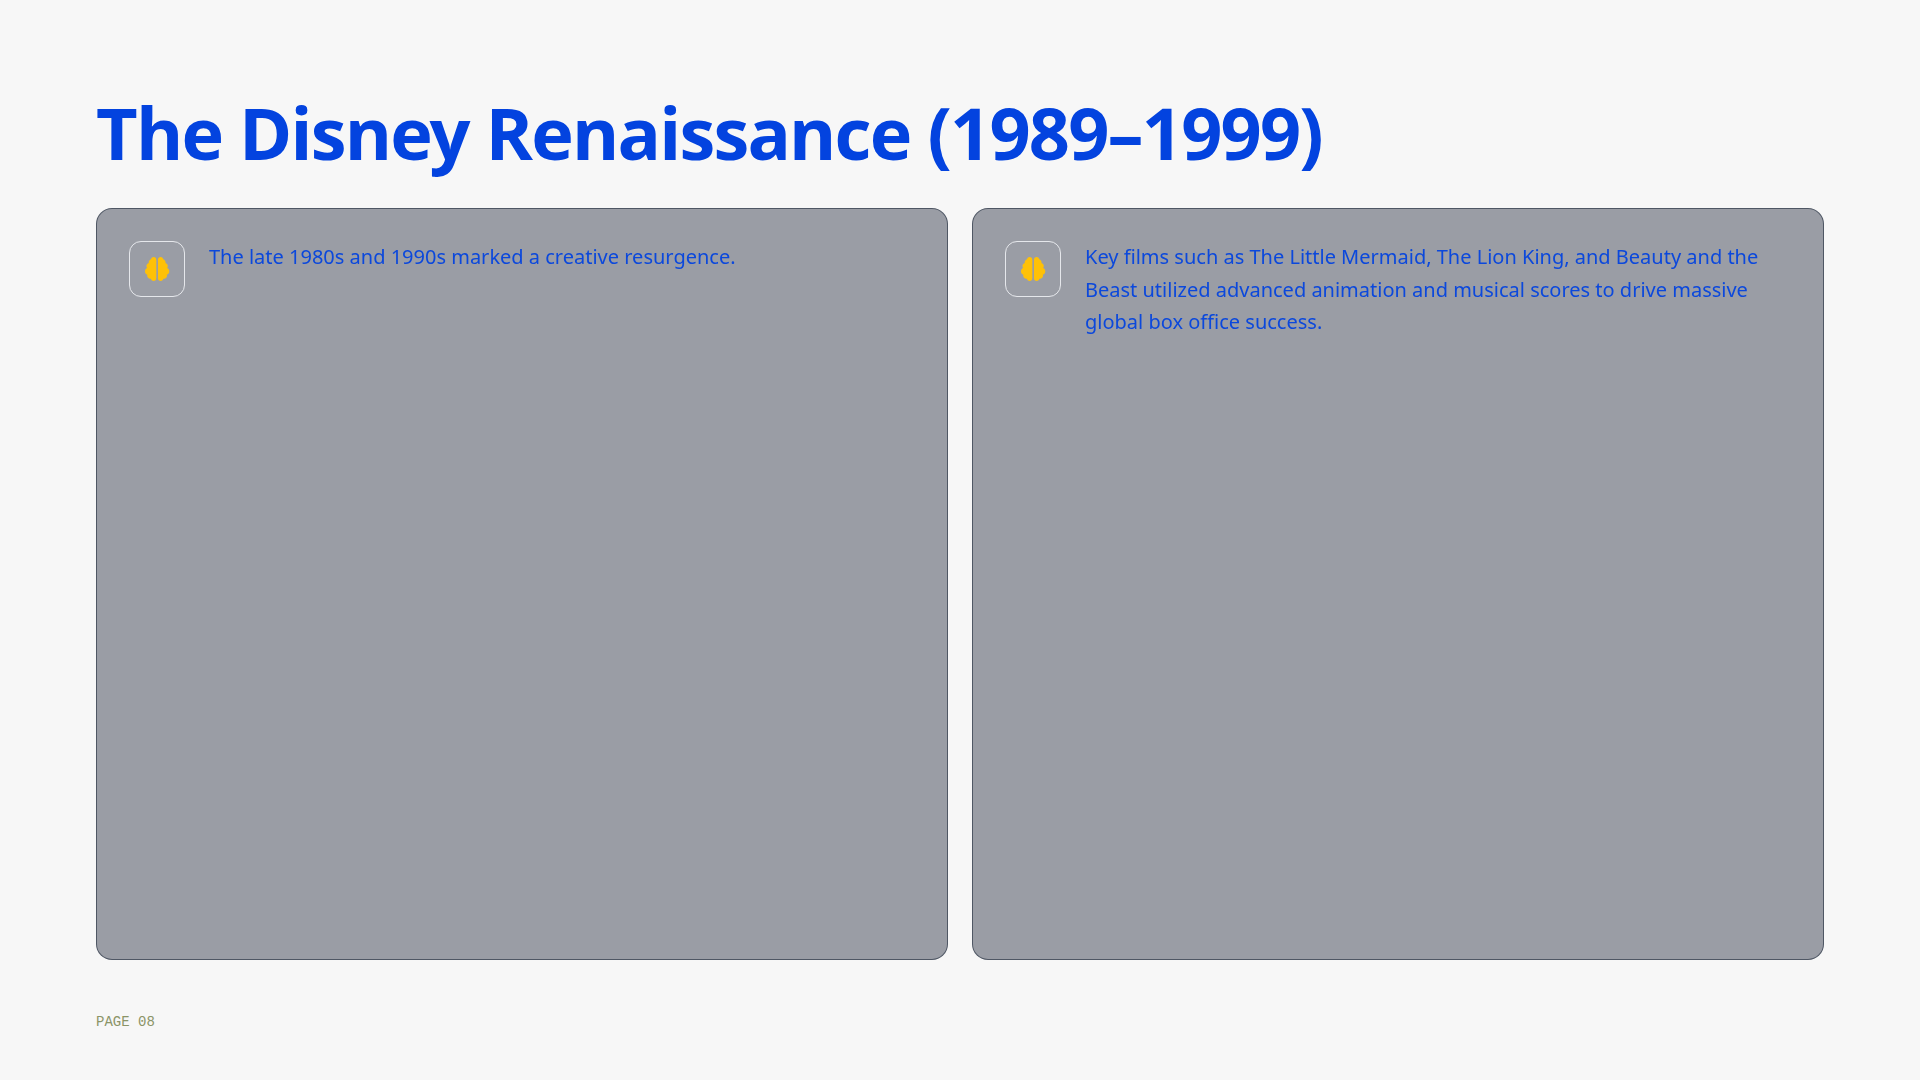 The Disney Renaissance (1989–1999)
The late 1980s and 1990s marked a creative resurgence.
Key films such as The Little Mermaid, The Lion King, and Beauty and the
Beast utilized advanced animation and musical scores to drive massive
global box office success.
PAGE 08